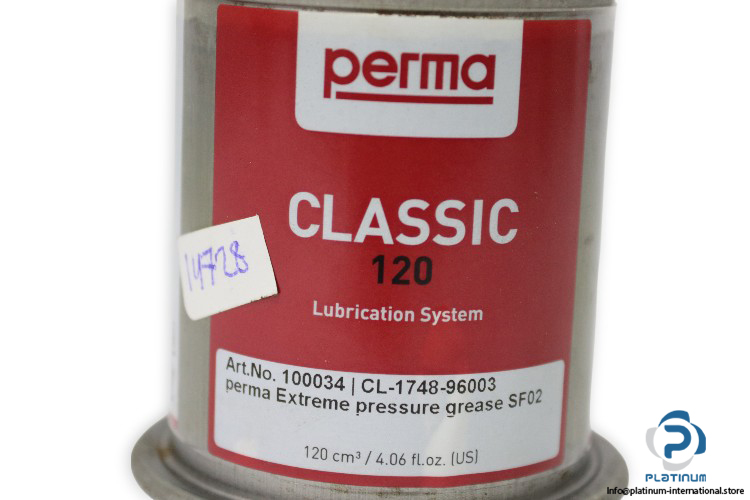 perma
CLASSIC
120
Lubrication System
14728
Art.No. 100034 | CL-1748-96003
perma Extreme pressure grease SF02
120 cm³ / 4.06 fl.oz. (US)
PLATINUM
Info@platinum-international.store